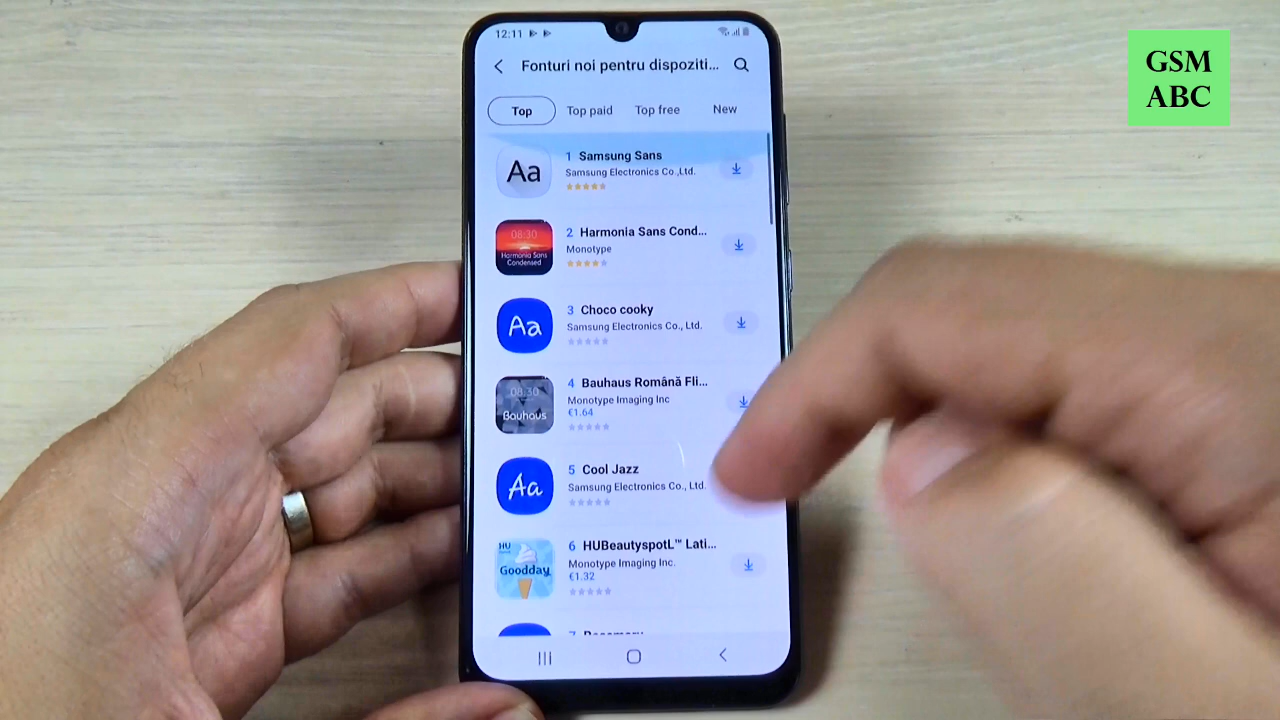 GSM
ABC
12:11
Fonturi noi pentru dispoziti...
Top
Top paid
Top free
New
Aa
1 Samsung Sans
Samsung Electronics Co.,Ltd.
08:30
Harmonia Sans
Condensed
2 Harmonia Sans Cond...
Monotype
Aa
3 Choco cooky
Samsung Electronics Co., Ltd.
08:30
Bauhaus
4 Bauhaus Română Fli...
Monotype Imaging Inc
€1.64
Aa
5 Cool Jazz
Samsung Electronics Co., Ltd.
HU
Goodday
6 HUBeautyspotL™ Lati...
Monotype Imaging Inc.
€1.32